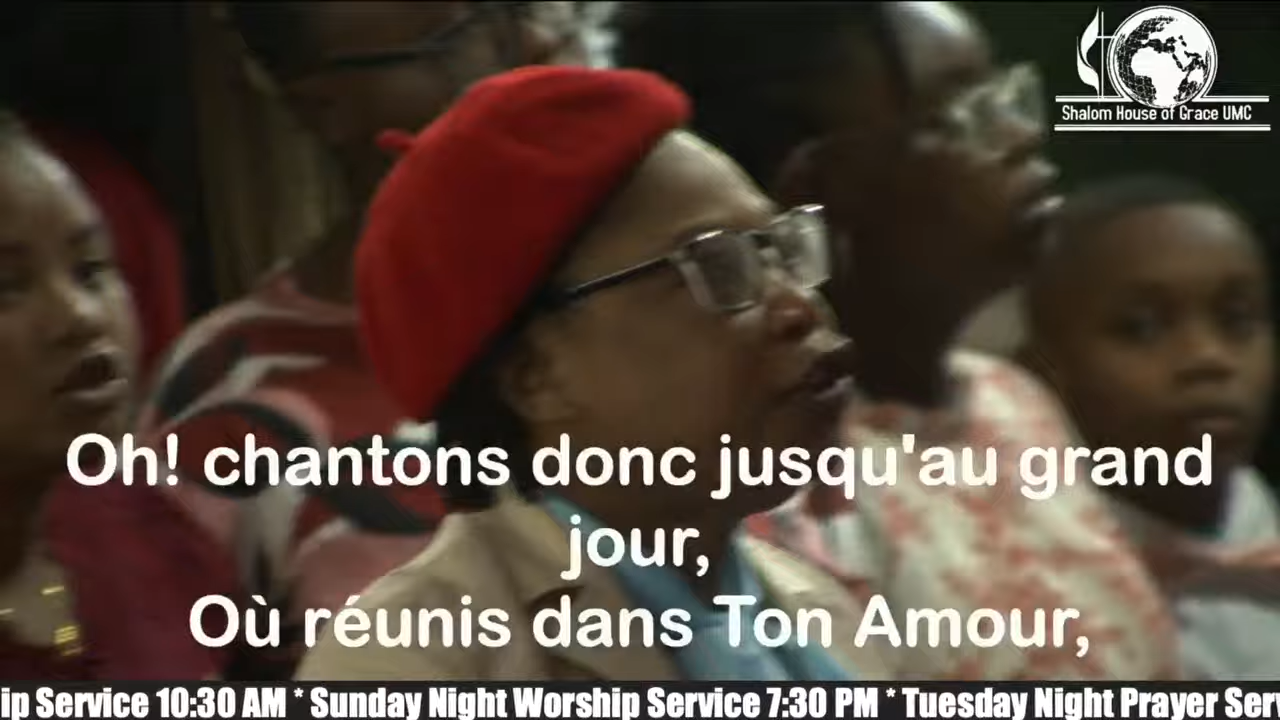 Shalom House of Grace UMC
Oh! chantons donc jusqu'au grand
jour,
Où réunis dans Ton Amour,
ip Service 10:30 AM * Sunday Night Worship Service 7:30 PM * Tuesday Night Prayer Serv